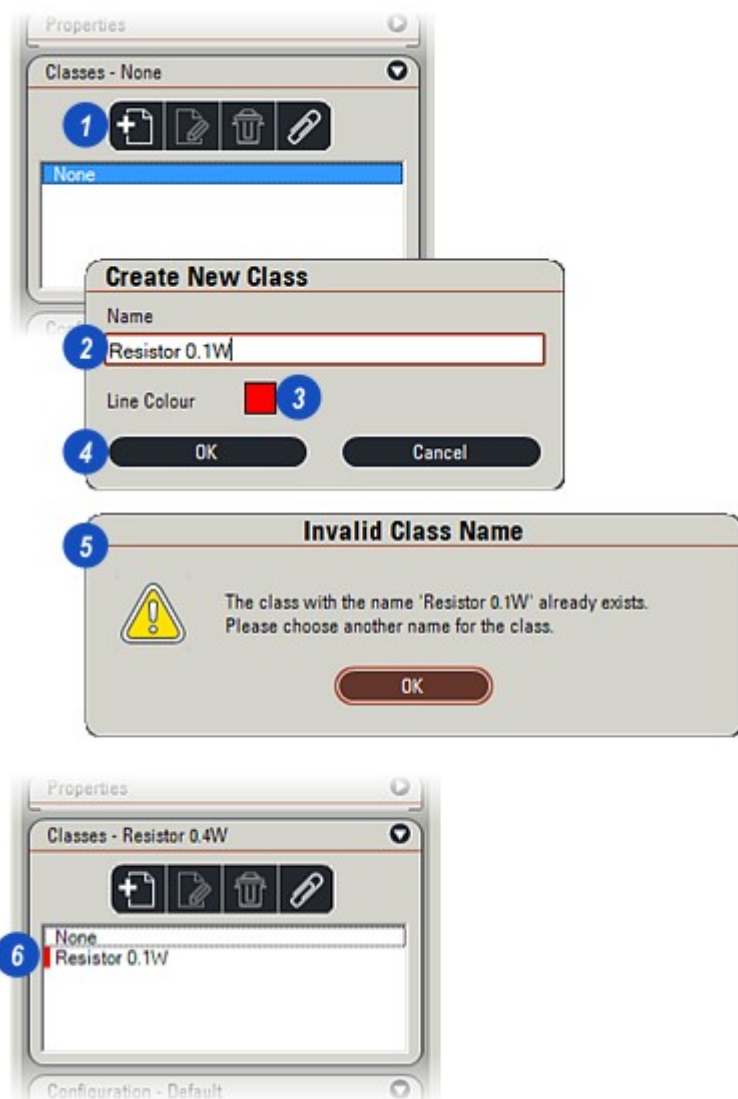 Properties
Classes - None
1
None
Create New Class
Name
2
Resistor 0.1W
Line Colour
3
4
OK
Cancel
5
Invalid Class Name
The class with the name 'Resistor 0.1W' already exists.
Please choose another name for the class.
OK
Properties
Classes - Resistor 0.4W
None
6
Resistor 0.1W
Configuration - Default